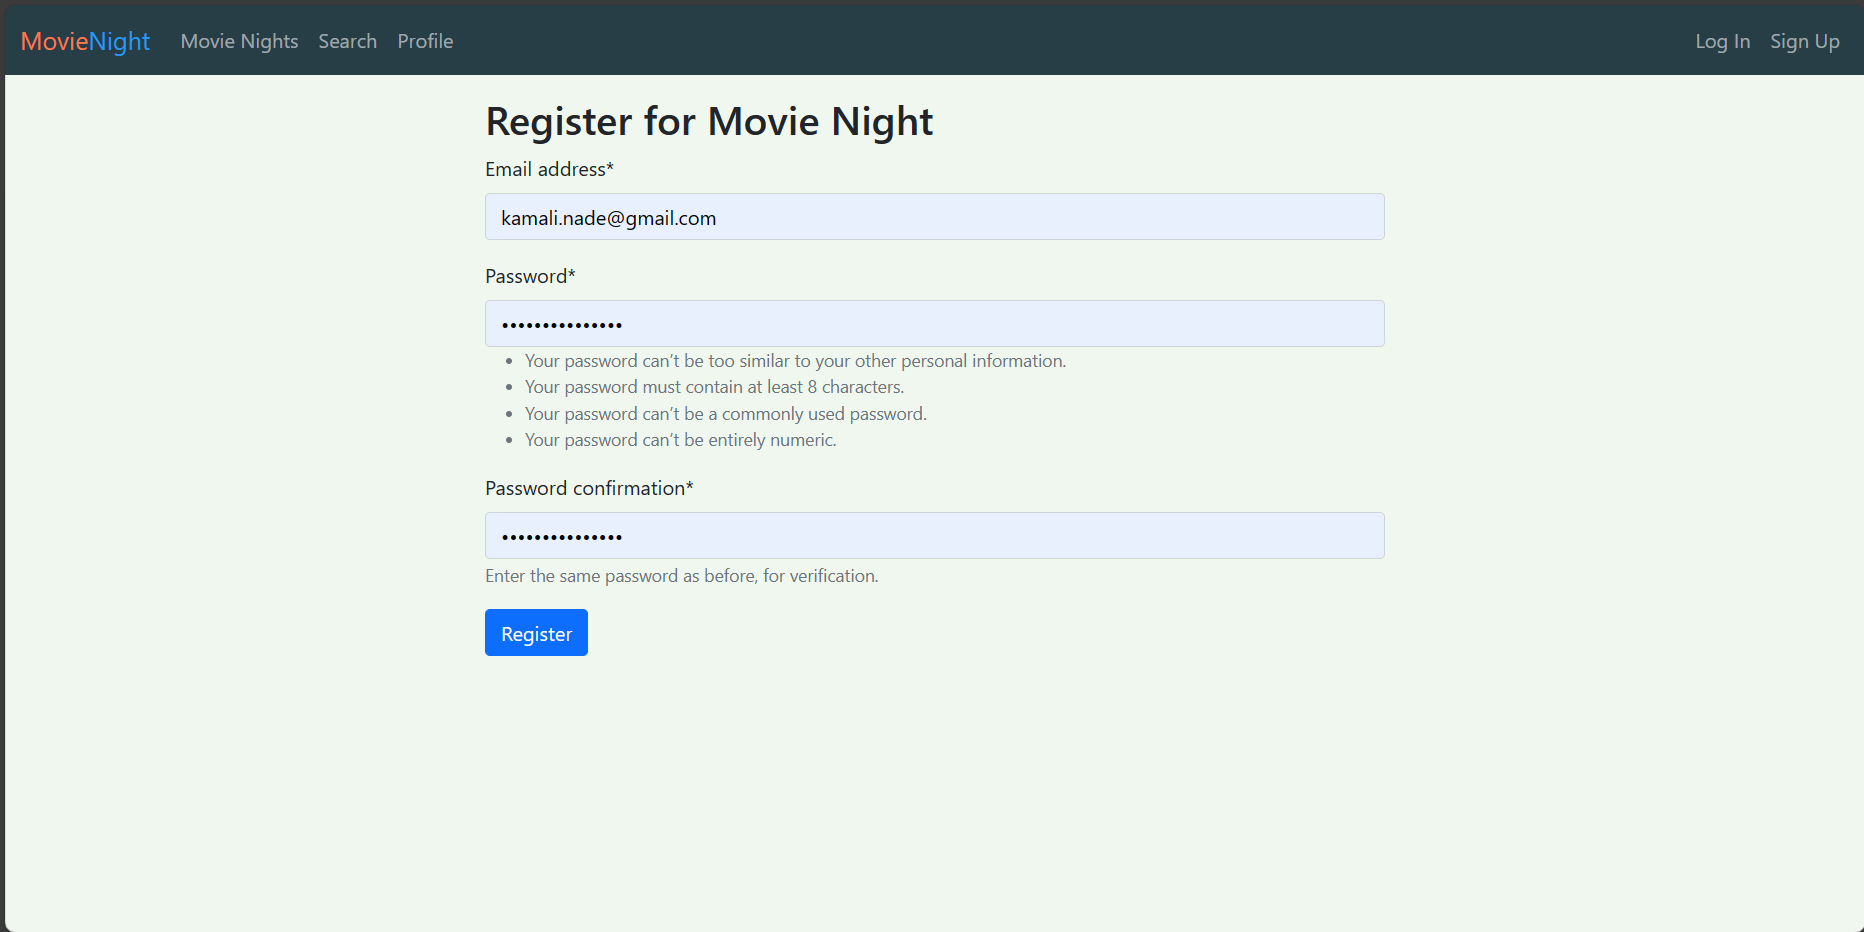 MovieNight Movie Nights Search Profile Log In Sign Up
Register for Movie Night
Email address*
kamali.nade@gmail.com
Password*
•••••••••••••••
• Your password can’t be too similar to your other personal information.
• Your password must contain at least 8 characters.
• Your password can’t be a commonly used password.
• Your password can’t be entirely numeric.
Password confirmation*
•••••••••••••••
Enter the same password as before, for verification.
Register